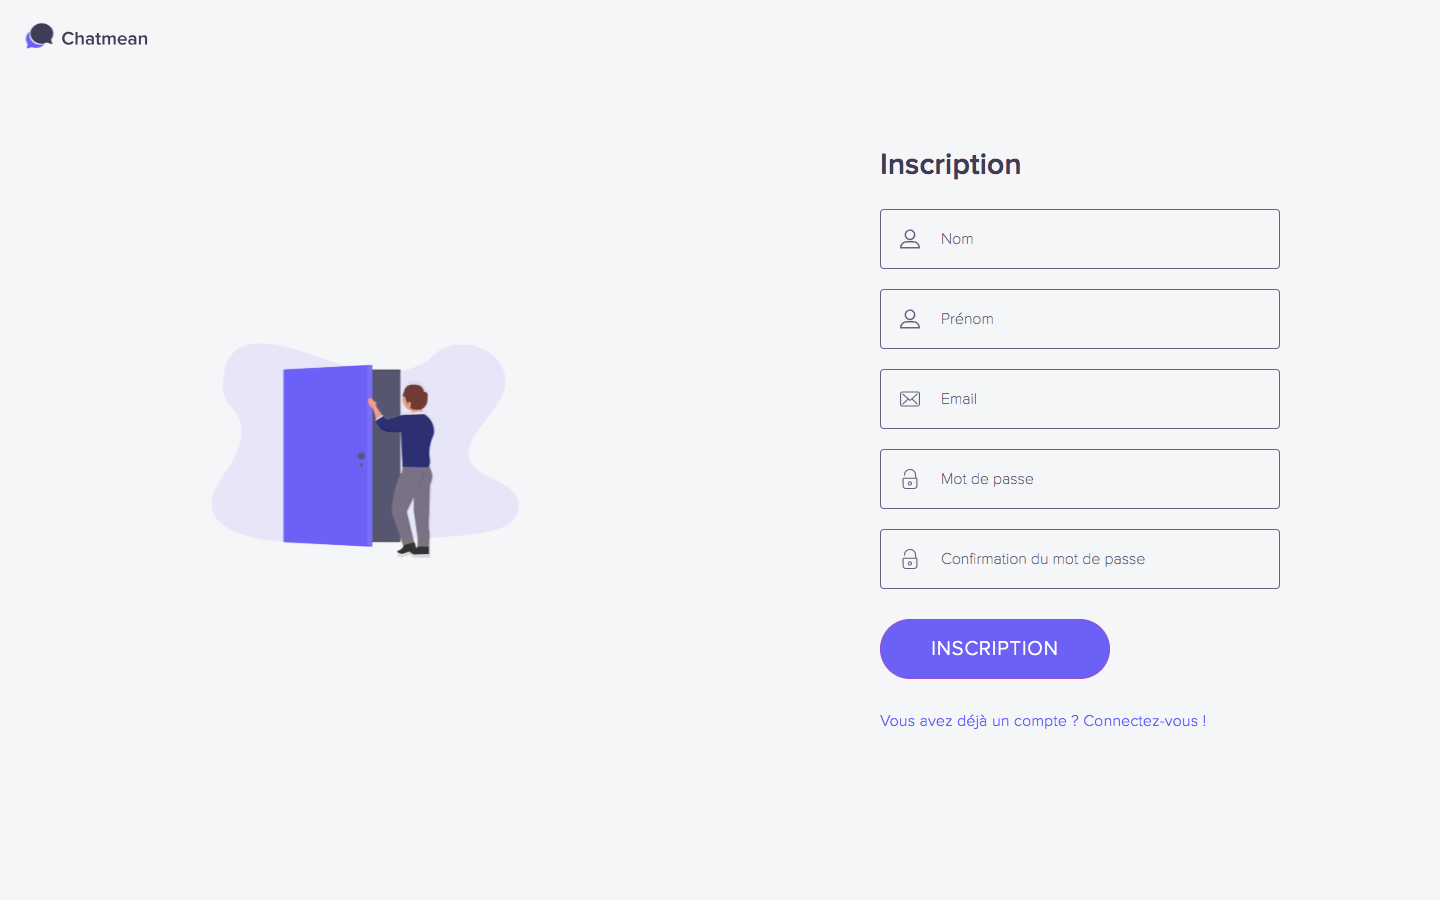 Chatmean
Inscription
Nom
Prénom
Email
Mot de passe
Confirmation du mot de passe
INSCRIPTION
Vous avez déjà un compte ? Connectez-vous !